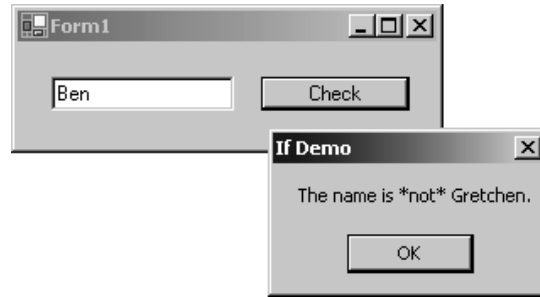 Form1
Ben
Check
If Demo
The name is *not* Gretchen.
OK